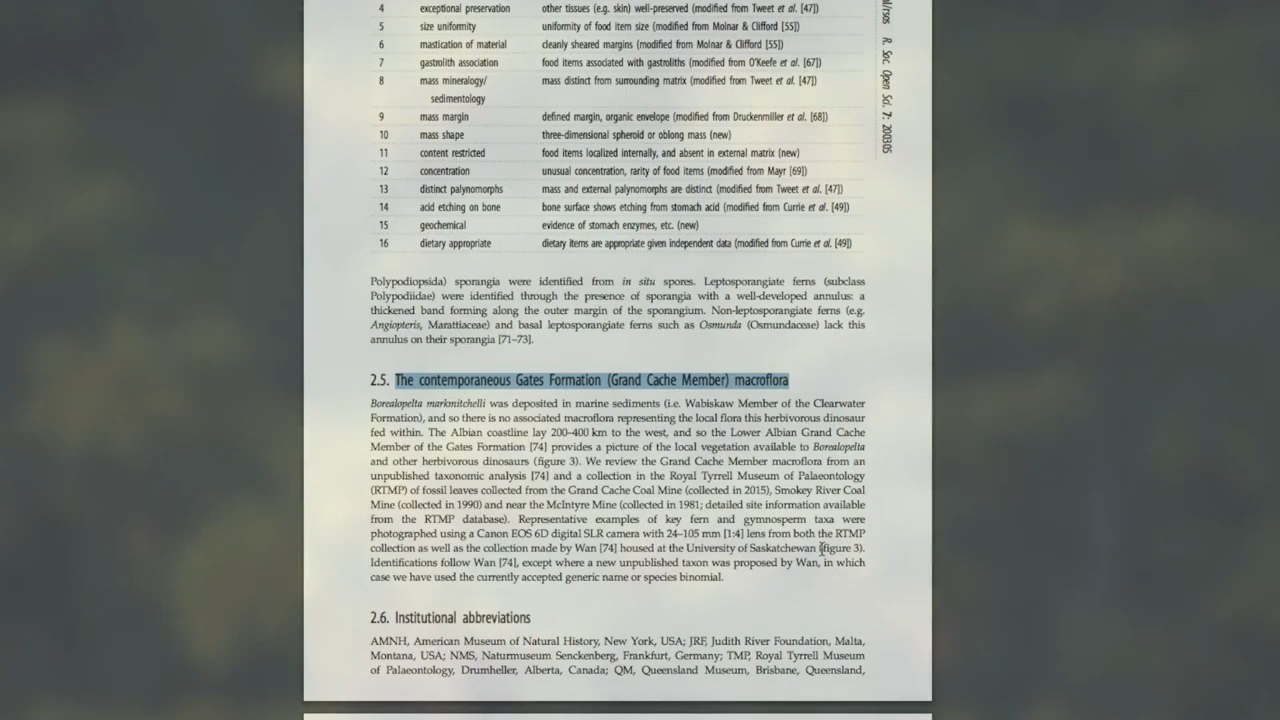 4 exceptional preservation other tissues (e.g. skin) well-preserved (modified from Tweet et al. [47])
5 size uniformity uniformity of food item size (modified from Molnar & Clifford [55])
6 mastication of material cleanly sheared margins (modified from Molnar & Clifford [55])
7 gastrolith association food items associated with gastroliths (modified from O'Keefe et al. [67])
8 mass mineralogy/ mass distinct from surrounding matrix (modified from Tweet et al. [47])
sedimentology
9 mass margin defined margin, organic envelope (modified from Druckenmiller et al. [68])
10 mass shape three-dimensional spheroid or oblong mass (new)
11 content restricted food items localized internally, and absent in external matrix (new)
12 concentration unusual concentration, rarity of food items (modified from Mayr [69])
13 distinct palynomorphs mass and external palynomorphs are distinct (modified from Tweet et al. [47])
14 acid etching on bone bone surface shows etching from stomach acid (modified from Currie et al. [49])
15 geochemical evidence of stomach enzymes, etc. (new)
16 dietary appropriate dietary items are appropriate given independent data (modified from Currie et al. [49])
al/rsos R. Soc. Open Sci. 7: 200305
Polypodiopsida) sporangia were identified from in situ spores. Leptosporangiate ferns (subclass
Polypodiidae) were identified through the presence of sporangia with a well-developed annulus: a
thickened band forming along the outer margin of the sporangium. Non-leptosporangiate ferns (e.g.
Angiopteris, Marattiaceae) and basal leptosporangiate ferns such as Osmunda (Osmundaceae) lack this
annulus on their sporangia [71–73].
2.5. The contemporaneous Gates Formation (Grand Cache Member) macroflora
Borealopelta markmitchelli was deposited in marine sediments (i.e. Wabiskaw Member of the Clearwater
Formation), and so there is no associated macroflora representing the local flora this herbivorous dinosaur
fed within. The Albian coastline lay 200–400 km to the west, and so the Lower Albian Grand Cache
Member of the Gates Formation [74] provides a picture of the local vegetation available to Borealopelta
and other herbivorous dinosaurs (figure 3). We review the Grand Cache Member macroflora from an
unpublished taxonomic analysis [74] and a collection in the Royal Tyrrell Museum of Palaeontology
(RTMP) of fossil leaves collected from the Grand Cache Coal Mine (collected in 2015), Smokey River Coal
Mine (collected in 1990) and near the McIntyre Mine (collected in 1981; detailed site information available
from the RTMP database). Representative examples of key fern and gymnosperm taxa were
photographed using a Canon EOS 6D digital SLR camera with 24–105 mm [1:4] lens from both the RTMP
collection as well as the collection made by Wan [74] housed at the University of Saskatchewan (figure 3).
Identifications follow Wan [74], except where a new unpublished taxon was proposed by Wan, in which
case we have used the currently accepted generic name or species binomial.
2.6. Institutional abbreviations
AMNH, American Museum of Natural History, New York, USA; JRF, Judith River Foundation, Malta,
Montana, USA; NMS, Naturmuseum Senckenberg, Frankfurt, Germany; TMP, Royal Tyrrell Museum
of Palaeontology, Drumheller, Alberta, Canada; QM, Queensland Museum, Brisbane, Queensland,